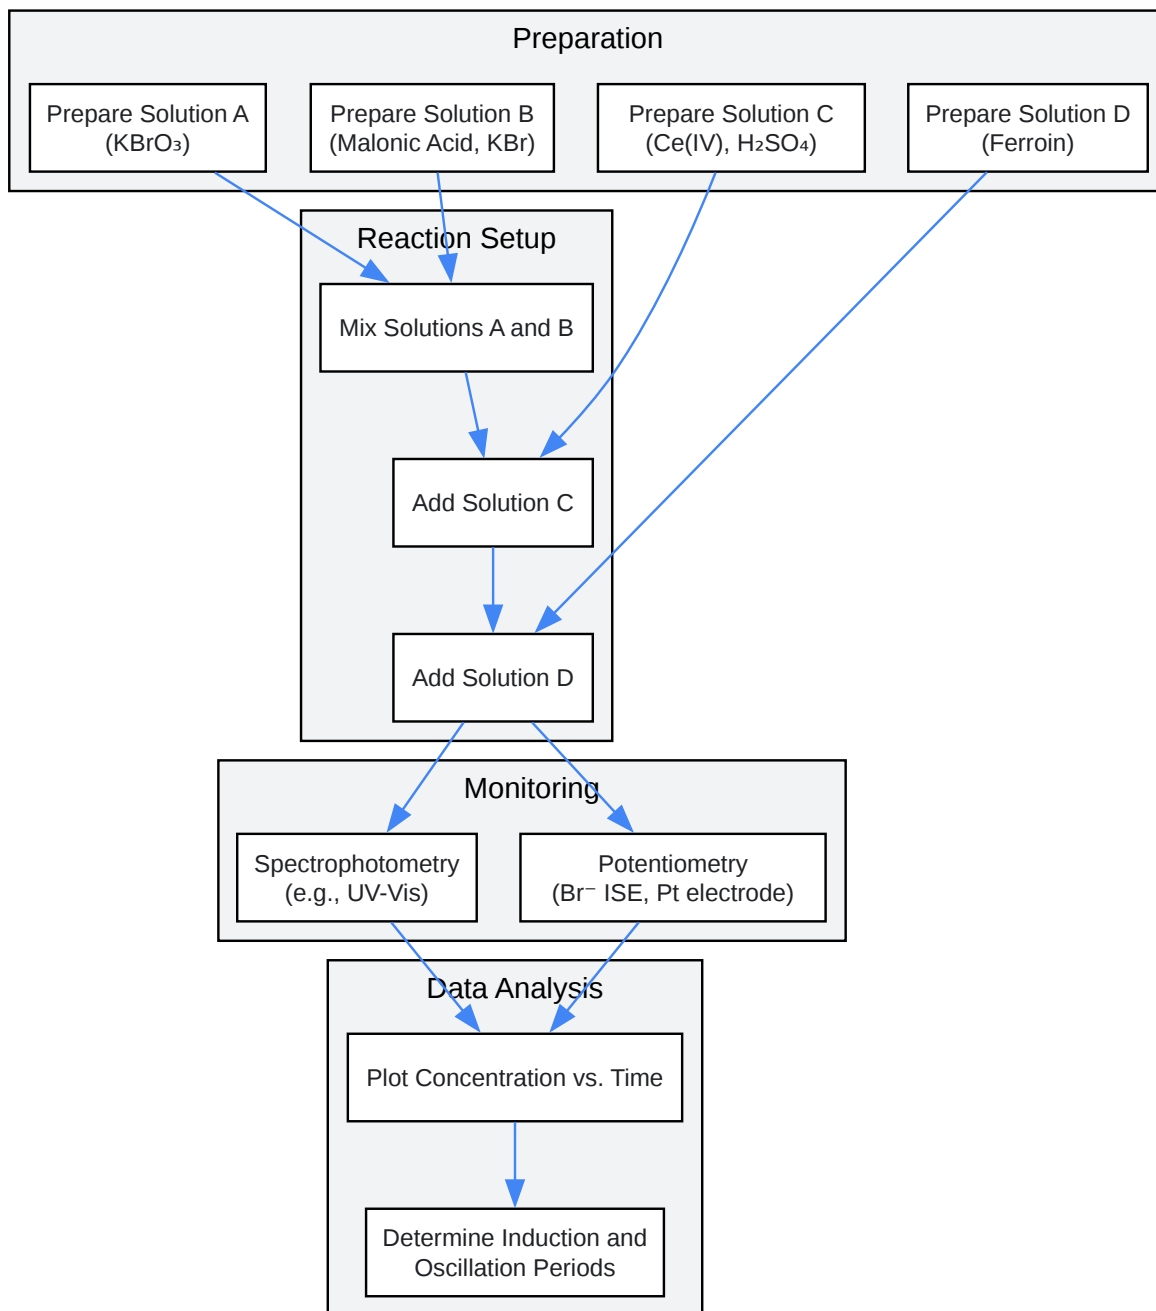 Preparation
Prepare Solution A
(KBrO₃)
Prepare Solution B
(Malonic Acid, KBr)
Prepare Solution C
(Ce(IV), H₂SO₄)
Prepare Solution D
(Ferroin)
Reaction Setup
Mix Solutions A and B
Add Solution C
Add Solution D
Monitoring
Spectrophotometry
(e.g., UV-Vis)
Potentiometry
(Br⁻ ISE, Pt electrode)
Data Analysis
Plot Concentration vs. Time
Determine Induction and
Oscillation Periods